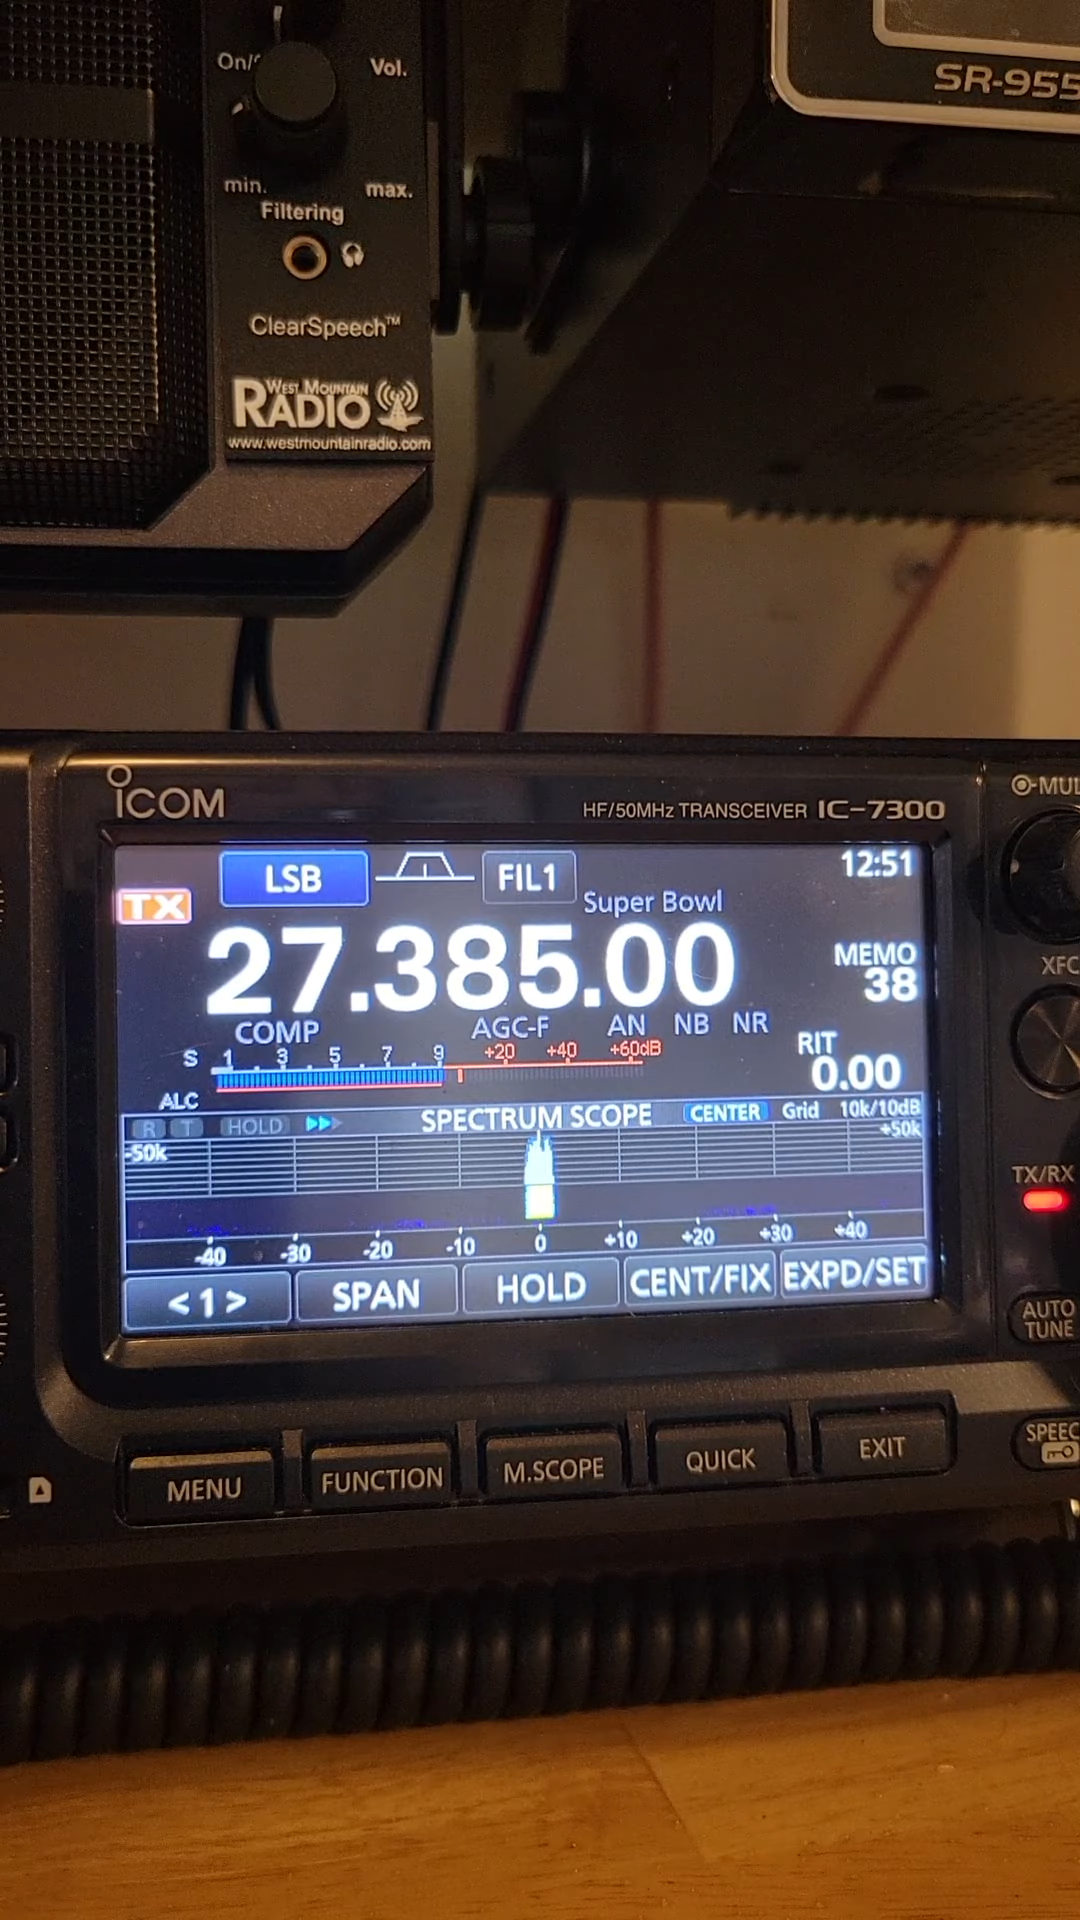 On/
Vol.
SR-955
min.
max.
Filtering
ClearSpeech™
WEST MOUNTAIN
RADIO
www.westmountainradio.com
ICOM
HF/50MHz TRANSCEIVER IC-7300
MUL
LSB
FIL1
12:51
TX
Super Bowl
27.385.00
MEMO
38
XFC
COMP
AGC-F
AN
NB
NR
S 1 3 5 7 9 +20 +40 +60dB
RIT
0.00
ALC
R T HOLD
SPECTRUM SCOPE
CENTER
Grid
10k/10dB
-50k
+50k
TX/RX
-40 -30 -20 -10 0 +10 +20 +30 +40
<1>
SPAN
HOLD
CENT/FIX
EXPD/SET
AUTO
TUNE
MENU
FUNCTION
M.SCOPE
QUICK
EXIT
SPEEC